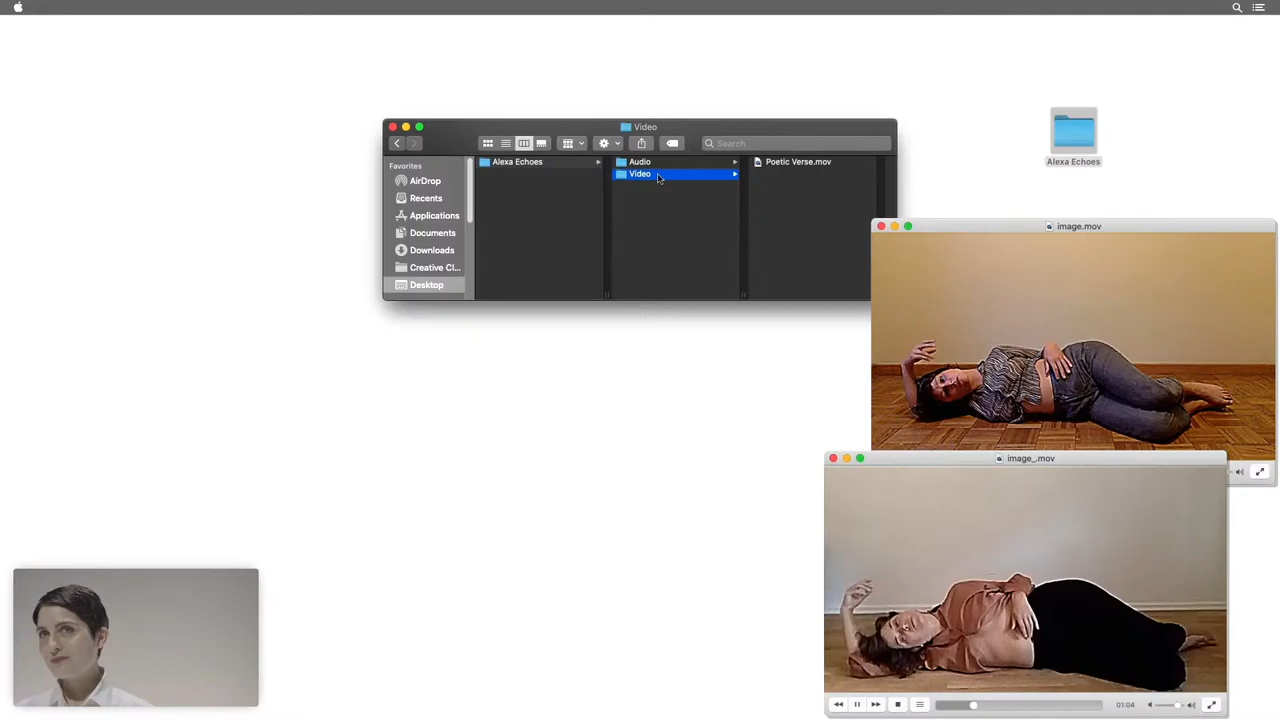 Video
Search
Favorites
AirDrop
Recents
Applications
Documents
Downloads
Creative Cl...
Desktop
Alexa Echoes
Audio
Video
Poetic Verse.mov
Alexa Echoes
image.mov
image_.mov
01:04